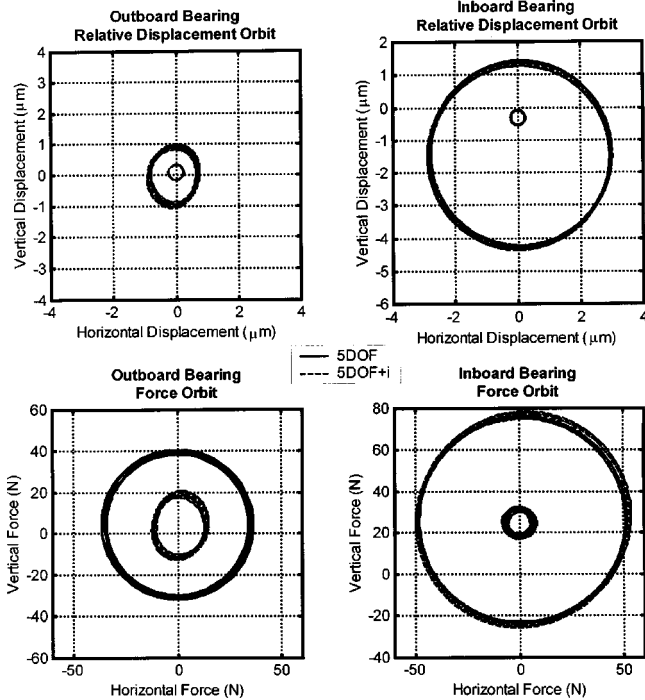 Outboard Bearing
Relative Displacement Orbit
4
3
2
1
0
-1
-2
-3
-4
-4
-2
0
2
4
Vertical Displacement (μm)
Horizontal Displacement (μm)
Inboard Bearing
Relative Displacement Orbit
2
1
0
-1
-2
-3
-4
-5
-6
-4
-2
0
2
4
Vertical Displacement (μm)
Horizontal Displacement (μm)
5DOF
5DOF+i
Outboard Bearing
Force Orbit
60
40
20
0
-20
-40
-60
-50
0
50
Vertical Force (N)
Horizontal Force (N)
Inboard Bearing
Force Orbit
80
60
40
20
0
-20
-40
-50
0
50
Vertical Force (N)
Horizontal Force (N)